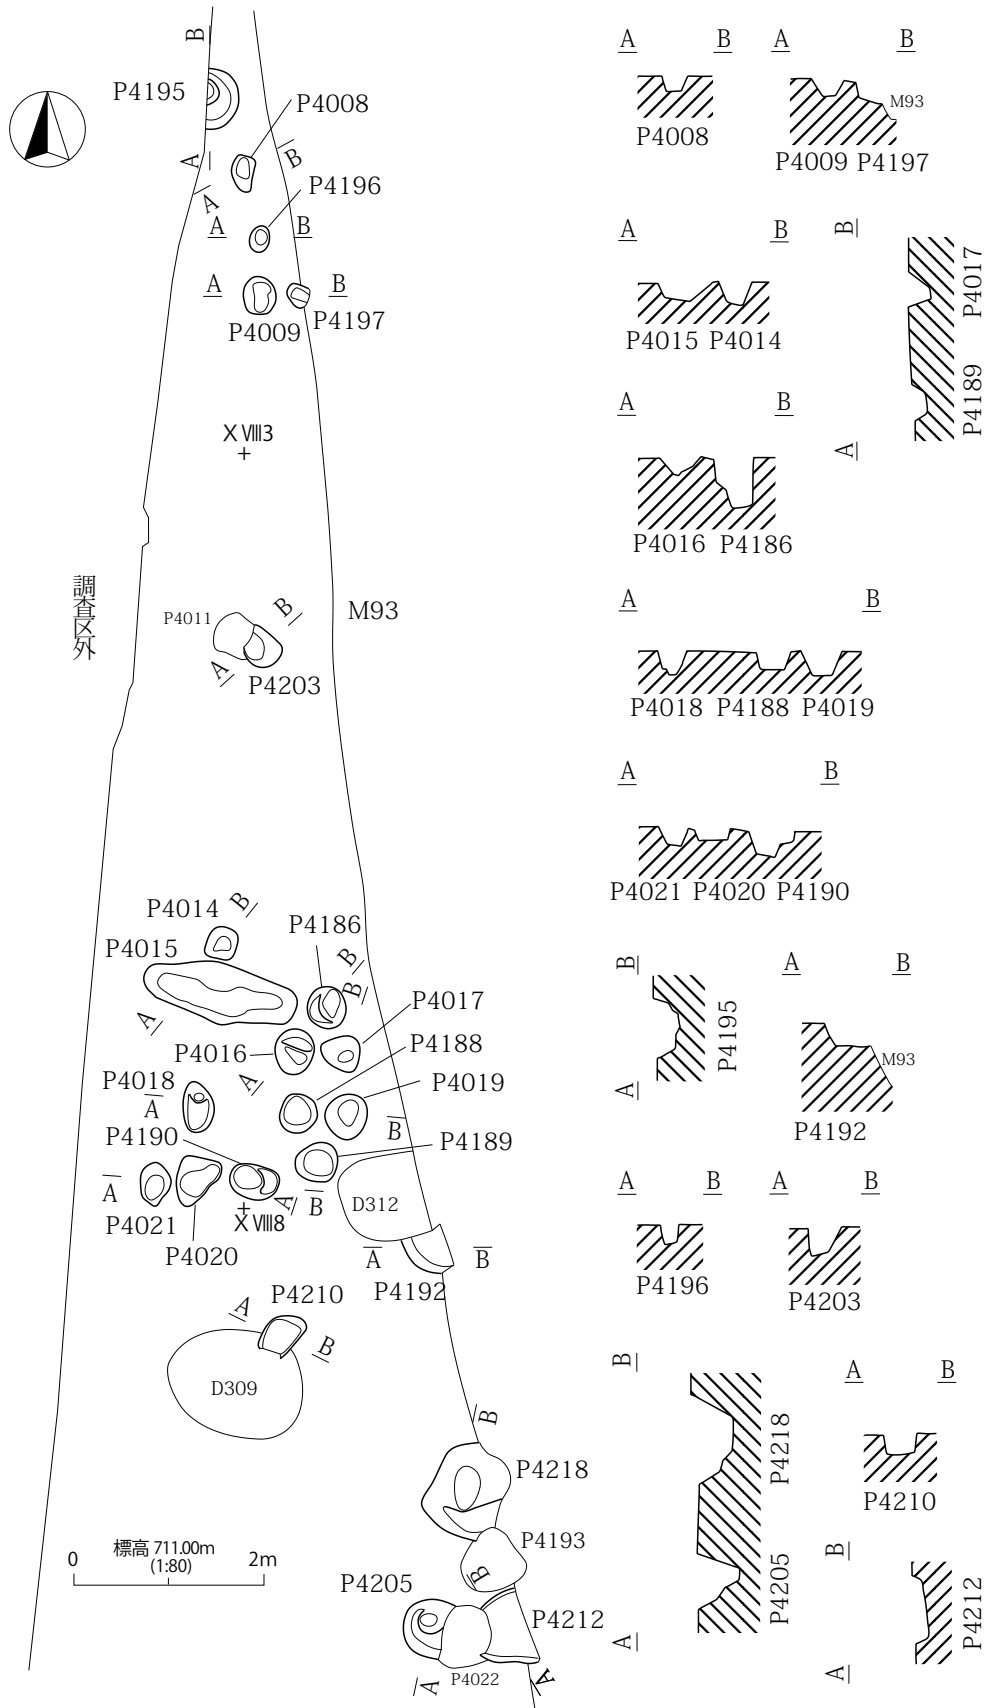 B
P4195
P4008
A
B
A
P4196
A B
A B
P4009
P4197
X Ⅷ3
調査区外
P4011
B
A
P4203
M93
P4014
B
P4015
P4186
B
B
A
P4017
P4016
A
P4188
P4018
A
P4019
B
P4190
P4189
A
A
B
P4021
X Ⅷ8
D312
P4020
A B
P4192
P4210
A
B
D309
B
P4218
P4193
B
P4205
P4212
P4022
A
A
標高 711.00m
(1:80)
0 2m
A B
P4008
A B
M93
P4009 P4197
A B
P4015 P4014
B
P4017
P4189
A
A B
P4016 P4186
A B
P4018 P4188 P4019
A B
P4021 P4020 P4190
B
P4195
A
A B
M93
P4192
A B
P4196
A B
P4203
B
P4218
P4205
A
A B
P4210
B
P4212
A